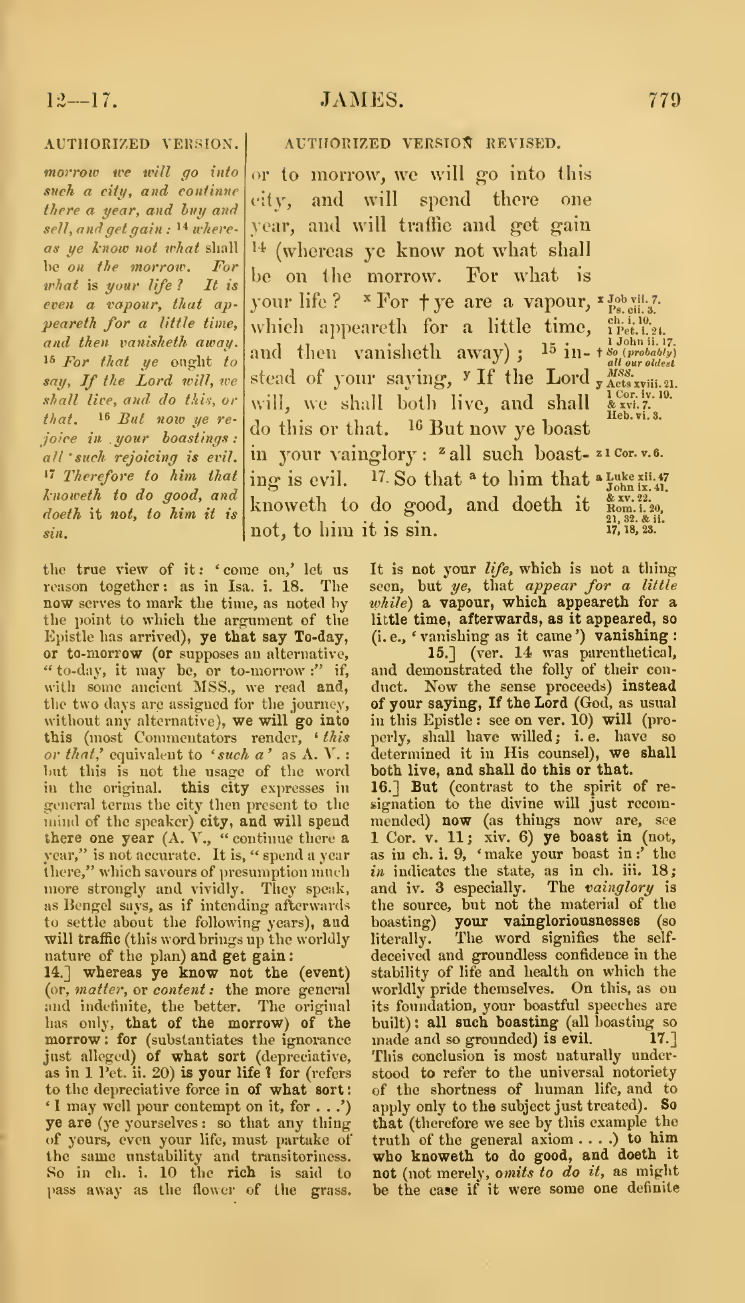 12—17.
JAMES.
779
AUTHORIZED VERSION.
morrow we will go into
such a city, and continue
there a year, and buy and
sell, and get gain: 14 where-
as ye know not what shall
be on the morrow. For
what is your life? It is
even a vapour, that ap-
peareth for a little time,
and then vanisheth away.
15 For that ye ought to
say, If the Lord will, we
shall live, and do this, or
that. 16 But now ye re-
joice in your boastings:
all such rejoicing is evil.
17 Therefore to him that
knoweth to do good, and
doeth it not, to him it is
sin.
AUTHORIZED VERSION REVISED.
or to morrow, we will go into this
city, and will spend there one
year, and will traffic and get gain
14 (whereas ye know not what shall
be on the morrow. For what is
your life? x For † ye are a vapour,
which appeareth for a little time,
and then vanisheth away); 15 in-
stead of your saying, y If the Lord
will, we shall both live, and shall
do this or that. 16 But now ye boast
in your vainglory: z all such boast-
ing is evil. 17. So that a to him that
knoweth to do good, and doeth it
not, to him it is sin.
x Job vii. 7.
Ps. cii. 3.
ch. i. 10.
1 Pet. i. 24.
1 John ii. 17.
† So (probably)
all our oldest
MSS.
y Acts xviii. 21.
1 Cor. iv. 19.
& xvi. 7.
Heb. vi. 3.
z 1 Cor. v. 6.
a Luke xii. 47
John ix. 41.
& xv. 22.
Rom. i. 20,
21, 32. & ii.
17, 18, 23.
the true view of it: ‘come on,’ let us
reason together: as in Isa. i. 18. The
now serves to mark the time, as noted by
the point to which the argument of the
Epistle has arrived), ye that say To-day,
or to-morrow (or supposes an alternative,
“to-day, it may be, or to-morrow:” if,
with some ancient MSS., we read and,
the two days are assigned for the journey,
without any alternative), we will go into
this (most Commentators render, ‘this
or that,’ equivalent to ‘such a’ as A. V.:
but this is not the usage of the word
in the original. this city expresses in
general terms the city then present to the
mind of the speaker) city, and will spend
there one year (A. V., “continue there a
year,” is not accurate. It is, “spend a year
there,” which savours of presumption much
more strongly and vividly. They speak,
as Bengel says, as if intending afterwards
to settle about the following years), and
will traffic (this word brings up the worldly
nature of the plan) and get gain:
14.] whereas ye know not the (event)
(or, matter, or content: the more general
and indefinite, the better. The original
has only, that of the morrow) of the
morrow: for (substantiates the ignorance
just alleged) of what sort (depreciative,
as in 1 Pet. ii. 20) is your life? for (refers
to the depreciative force in of what sort:
‘I may well pour contempt on it, for . . .’)
ye are (ye yourselves: so that any thing
of yours, even your life, must partake of
the same instability and transitoriness.
So in ch. i. 10 the rich is said to
pass away as the flower of the grass.
It is not your life, which is not a thing
seen, but ye, that appear for a little
while) a vapour, which appeareth for a
little time, afterwards, as it appeared, so
(i. e., ‘vanishing as it came’) vanishing:
15.] (ver. 14 was parenthetical,
and demonstrated the folly of their con-
duct. Now the sense proceeds) instead
of your saying, If the Lord (God, as usual
in this Epistle: see on ver. 10) will (pro-
perly, shall have willed; i. e. have so
determined it in His counsel), we shall
both live, and shall do this or that.
16.] But (contrast to the spirit of re-
signation to the divine will just recom-
mended) now (as things now are, see
1 Cor. v. 11; xiv. 6) ye boast in (not,
as in ch. i. 9, ‘make your boast in:’ the
in indicates the state, as in ch. iii. 18;
and iv. 3 especially. The vainglory is
the source, but not the material of the
boasting) your vaingloriousnesses (so
literally. The word signifies the self-
deceived and groundless confidence in the
stability of life and health on which the
worldly pride themselves. On this, as on
its foundation, your boastful speeches are
built): all such boasting (all boasting so
made and so grounded) is evil. 17.]
This conclusion is most naturally under-
stood to refer to the universal notoriety
of the shortness of human life, and to
apply only to the subject just treated). So
that (therefore we see by this example the
truth of the general axiom . . . .) to him
who knoweth to do good, and doeth it
not (not merely, omits to do it, as might
be the case if it were some one definite